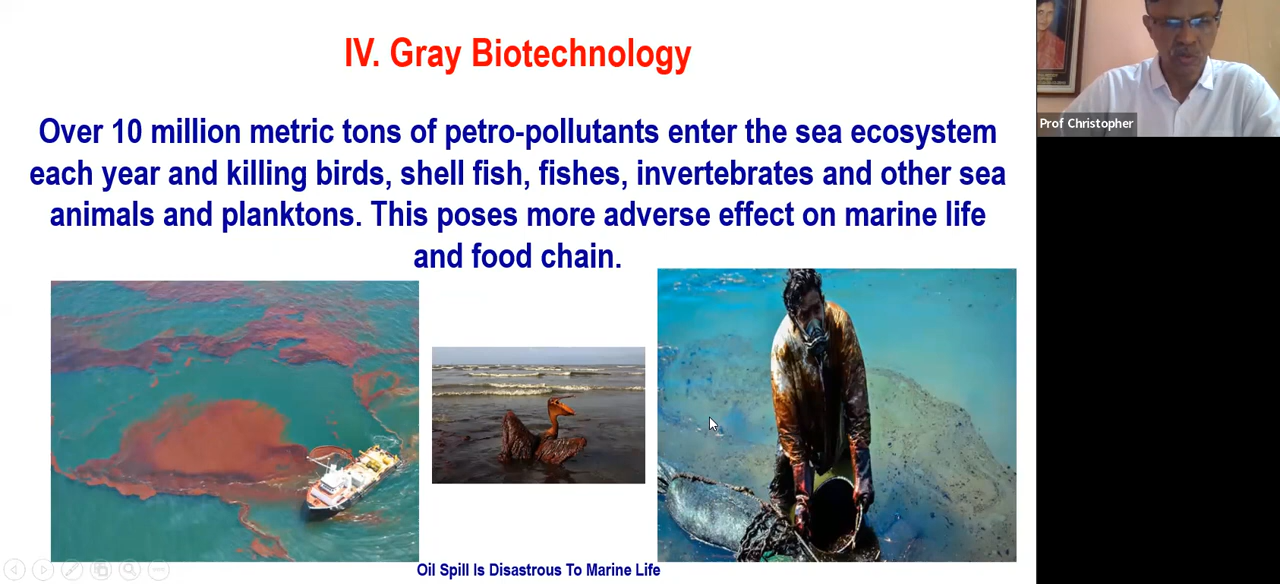 IV. Gray Biotechnology
Over 10 million metric tons of petro-pollutants enter the sea ecosystem
each year and killing birds, shell fish, fishes, invertebrates and other sea
animals and planktons. This poses more adverse effect on marine life
and food chain.
Oil Spill Is Disastrous To Marine Life
Prof Christopher